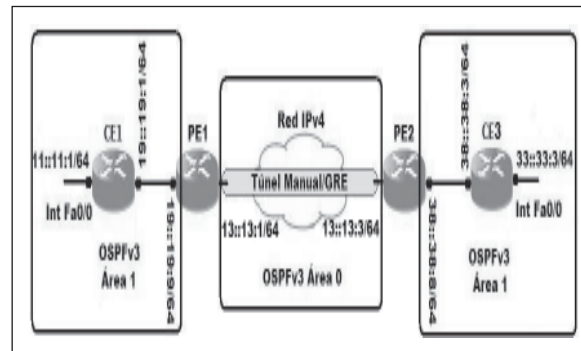 CE1
19::19:1/64
PE1
11::11:1/64
Int Fa0/0
19::19:9/64
OSPFv3
Área 1
Red IPv4
Túnel Manual/GRE
13::13:1/64
13::13:3/64
OSPFv3 Área 0
PE2
38::38:3/64
CE3
33::33:3/64
Int Fa0/0
38::38:8/64
OSPFv3
Área 1